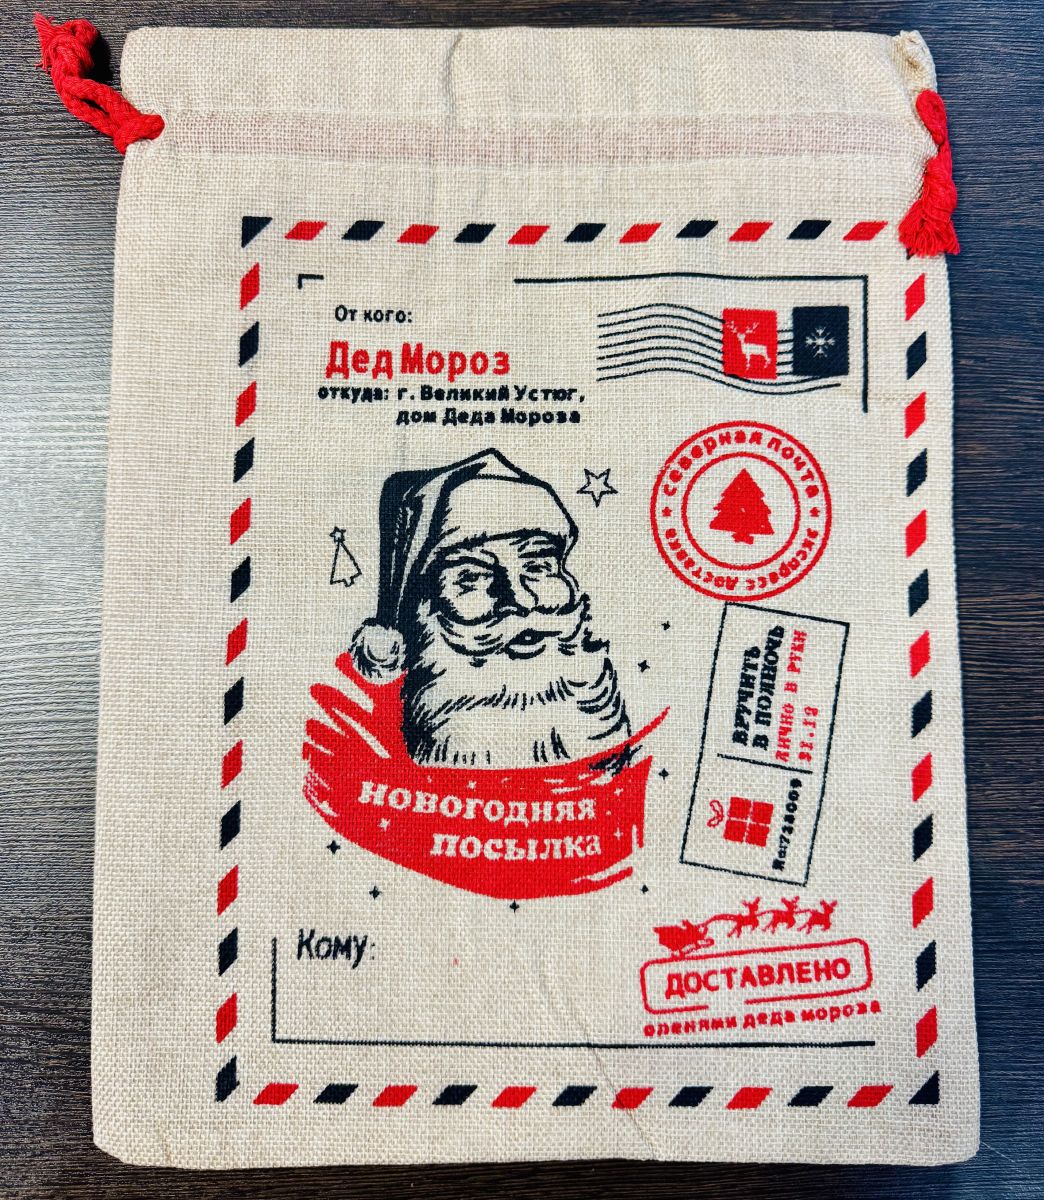 От кого:
Дед Мороз
откуда: г. Великий Устюг,
дом Деда Мороза
северная почта
экспресс доставка
вручить
в полночь
лично в руки
31.12
новогодняя
посылка
Кому:
ДОСТАВЛЕНО
оленями деда мороза